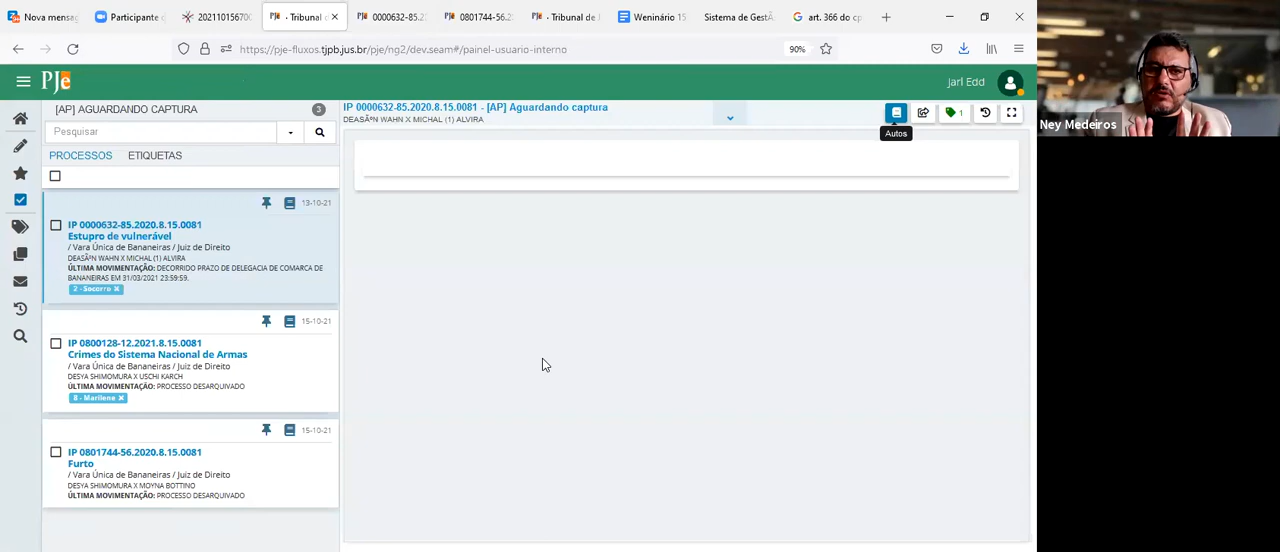 Nova mensag
Participante d
20211015670
· Tribunal d
0000632-85.2
0801744-56.2
· Tribunal de J
Weninário 15
Sistema de GestÃ
art. 366 do cp
https://pje-fluxos.tjpb.jus.br/pje/ng2/dev.seam#/painel-usuario-interno
90%
PJe
Jarl Edd
[AP] AGUARDANDO CAPTURA
3
Pesquisar
PROCESSOS
ETIQUETAS
13-10-21
IP 0000632-85.2020.8.15.0081
Estupro de vulnerável
/ Vara Única de Bananeiras / Juiz de Direito
DEASÃªN WAHN X MICHAL (1) ALVIRA
ÚLTIMA MOVIMENTAÇÃO: DECORRIDO PRAZO DE DELEGACIA DE COMARCA DE
BANANEIRAS EM 31/03/2021 23:59:59.
2 - Socorro
15-10-21
IP 0800128-12.2021.8.15.0081
Crimes do Sistema Nacional de Armas
/ Vara Única de Bananeiras / Juiz de Direito
DESYA SHIMOMURA X USCHI KARCH
ÚLTIMA MOVIMENTAÇÃO: PROCESSO DESARQUIVADO
8 - Marilene
15-10-21
IP 0801744-56.2020.8.15.0081
Furto
/ Vara Única de Bananeiras / Juiz de Direito
DESYA SHIMOMURA X MOYNA BOTTINO
ÚLTIMA MOVIMENTAÇÃO: PROCESSO DESARQUIVADO
IP 0000632-85.2020.8.15.0081 - [AP] Aguardando captura
DEASÃªN WAHN X MICHAL (1) ALVIRA
1
Autos
Ney Medeiros